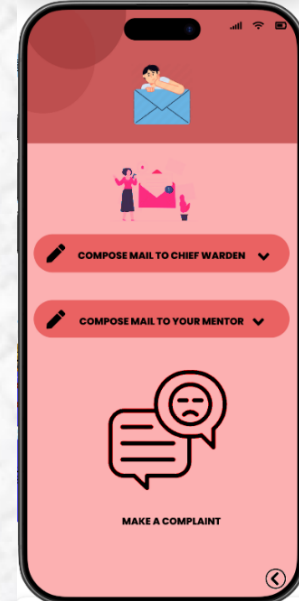 COMPOSE MAIL TO CHIEF WARDEN
COMPOSE MAIL TO YOUR MENTOR
MAKE A COMPLAINT